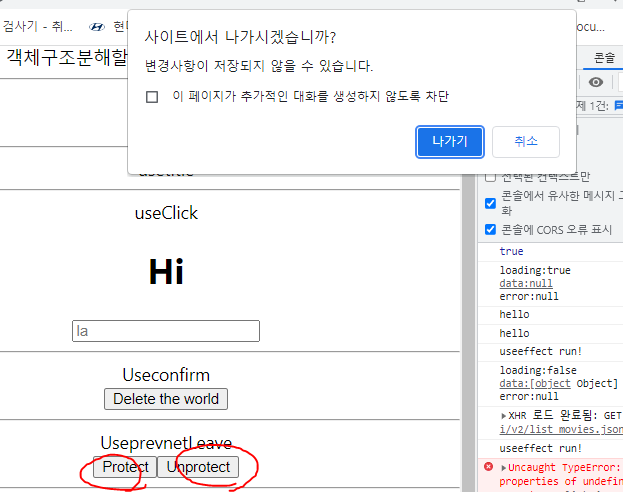 검사기 - 취...
현대
ocu...
객체구조분해할
사이트에서 나가시겠습니까?
변경사항이 저장되지 않을 수 있습니다.
이 페이지가 추가적인 대화를 생성하지 않도록 차단
나가기
취소
콘솔
제 1건:
선택된 컨텍스트만
콘솔에서 유사한 메시지 그
화
콘솔에 CORS 오류 표시
usetitle
useClick
Hi
la
Useconfirm
Delete the world
UseprevnetLeave
Protect
Unprotect
true
loading:true
data:null
error:null
hello
hello
useeffect run!
loading:false
data:[object Object]
error:null
XHR 로드 완료됨: GET
i/v2/list_movies.json
useeffect run!
Uncaught TypeError:
properties of undefin